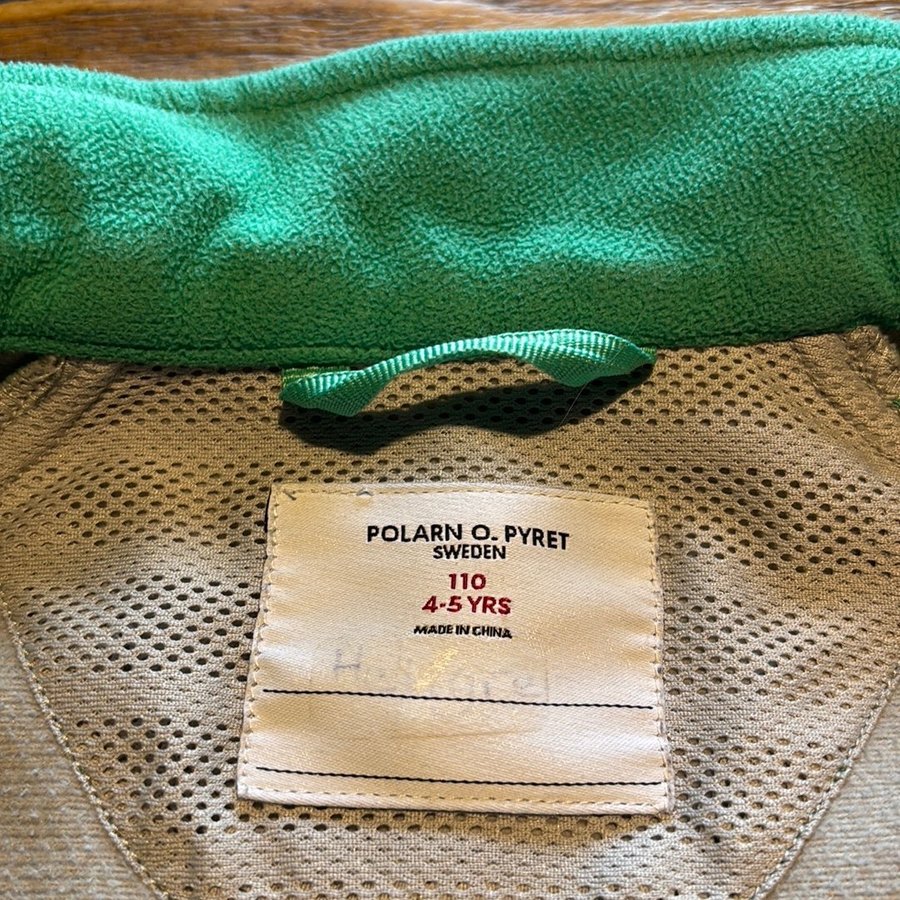 POLARN O. PYRET
SWEDEN
110
4-5 YRS
MADE IN CHINA